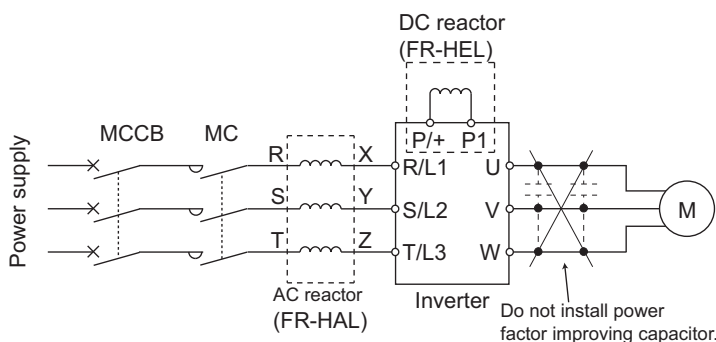 DC reactor
(FR-HEL)
MCCB
MC
P/+
P1
R
X
R/L1
U
S
Y
S/L2
V
M
T
Z
T/L3
W
Power supply
AC reactor
(FR-HAL)
Inverter
Do not install power
factor improving capacitor.